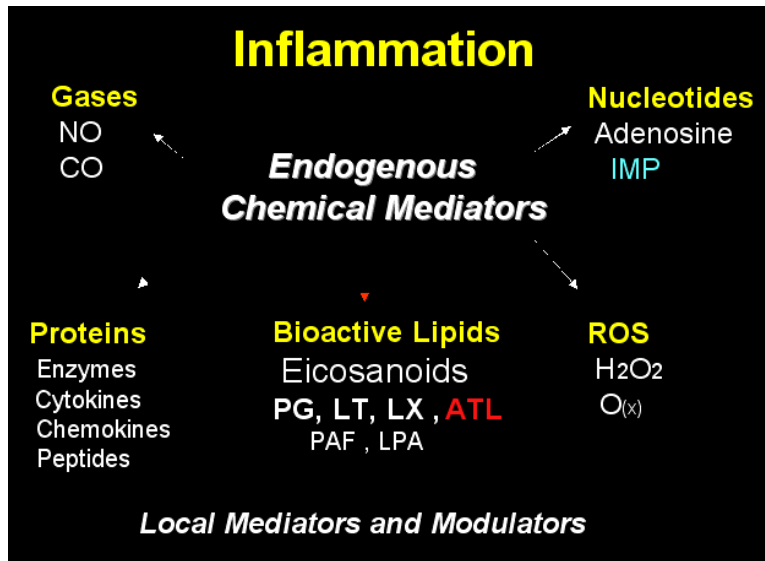 Inflammation
Gases
NO
CO
Nucleotides
Adenosine
IMP
Endogenous
Chemical Mediators
Proteins
Enzymes
Cytokines
Chemokines
Peptides
Bioactive Lipids
Eicosanoids
PG, LT, LX , ATL
PAF , LPA
ROS
H2O2
O(x)
Local Mediators and Modulators